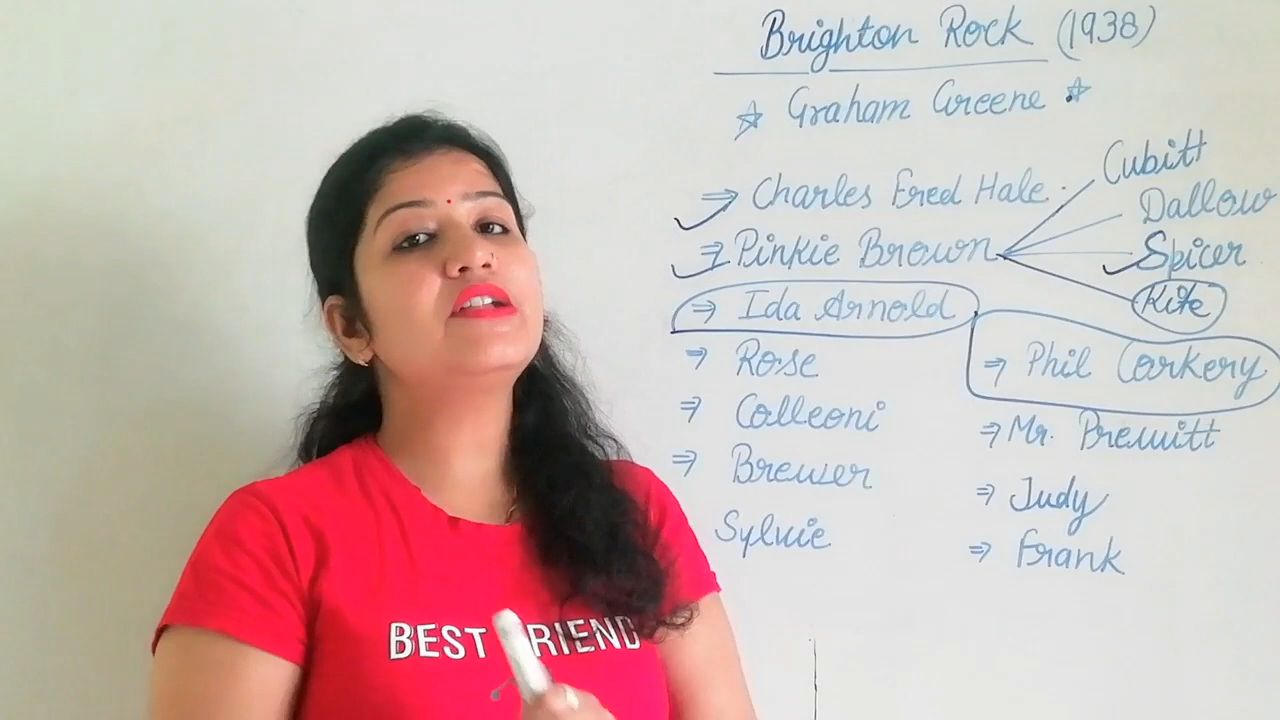 Brighton Rock (1938)
Graham Greene
Charles Fred Hale
Pinkie Brown
Cubitt
Dallow
Spicer
Kite
Ida Arnold
Phil Corkery
Rose
Colleoni
Brewer
Sylvie
Mr. Prewitt
Judy
Frank
BEST FRIEND